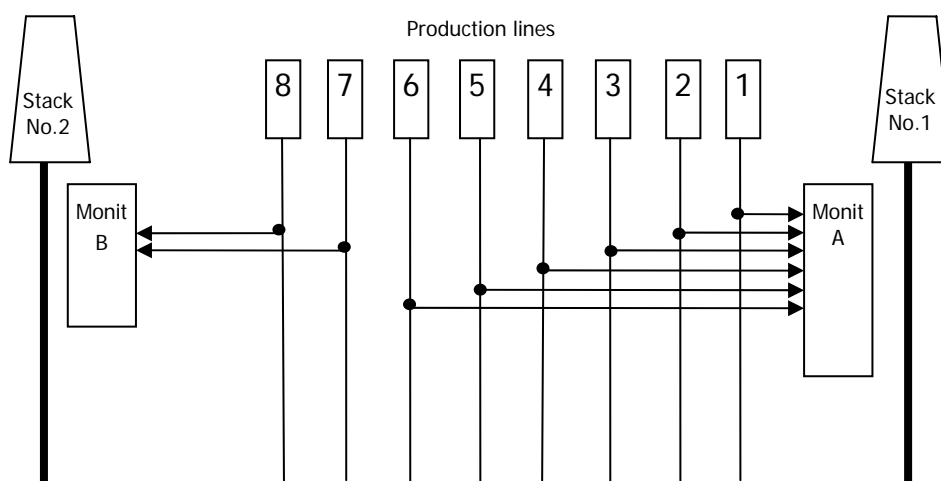 Production lines
8 7 6 5 4 3 2 1
Stack
No.2
Stack
No.1
Monit
B
Monit
A